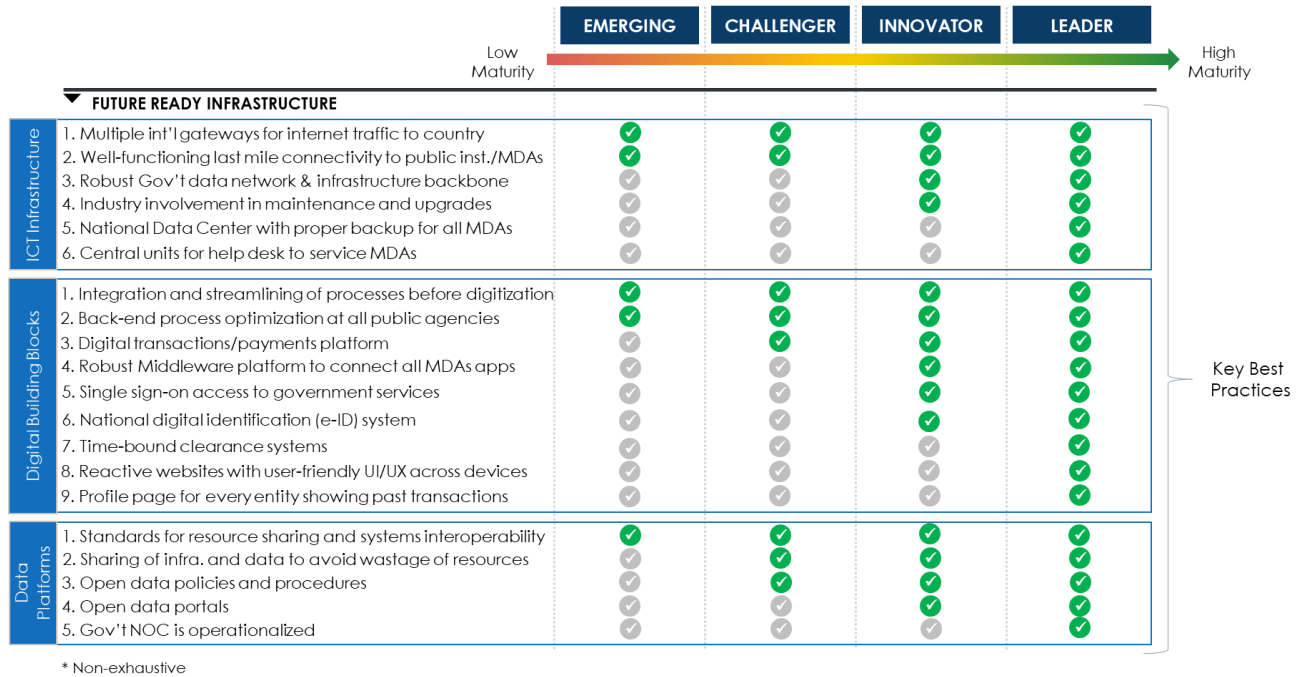 EMERGING CHALLENGER INNOVATOR LEADER
Low
Maturity
High
Maturity
FUTURE READY INFRASTRUCTURE
ICT Infrastructure
1. Multiple int'l gateways for internet traffic to country
2. Well-functioning last mile connectivity to public inst./MDAs
3. Robust Gov't data network & infrastructure backbone
4. Industry involvement in maintenance and upgrades
5. National Data Center with proper backup for all MDAs
6. Central units for help desk to service MDAs
Digital Building Blocks
1. Integration and streamlining of processes before digitization
2. Back-end process optimization at all public agencies
3. Digital transactions/payments platform
4. Robust Middleware platform to connect all MDAs apps
5. Single sign-on access to government services
6. National digital identification (e-ID) system
7. Time-bound clearance systems
8. Reactive websites with user-friendly UI/UX across devices
9. Profile page for every entity showing past transactions
Key Best
Practices
Data
Platforms
1. Standards for resource sharing and systems interoperability
2. Sharing of infra. and data to avoid wastage of resources
3. Open data policies and procedures
4. Open data portals
5. Gov't NOC is operationalized
* Non-exhaustive